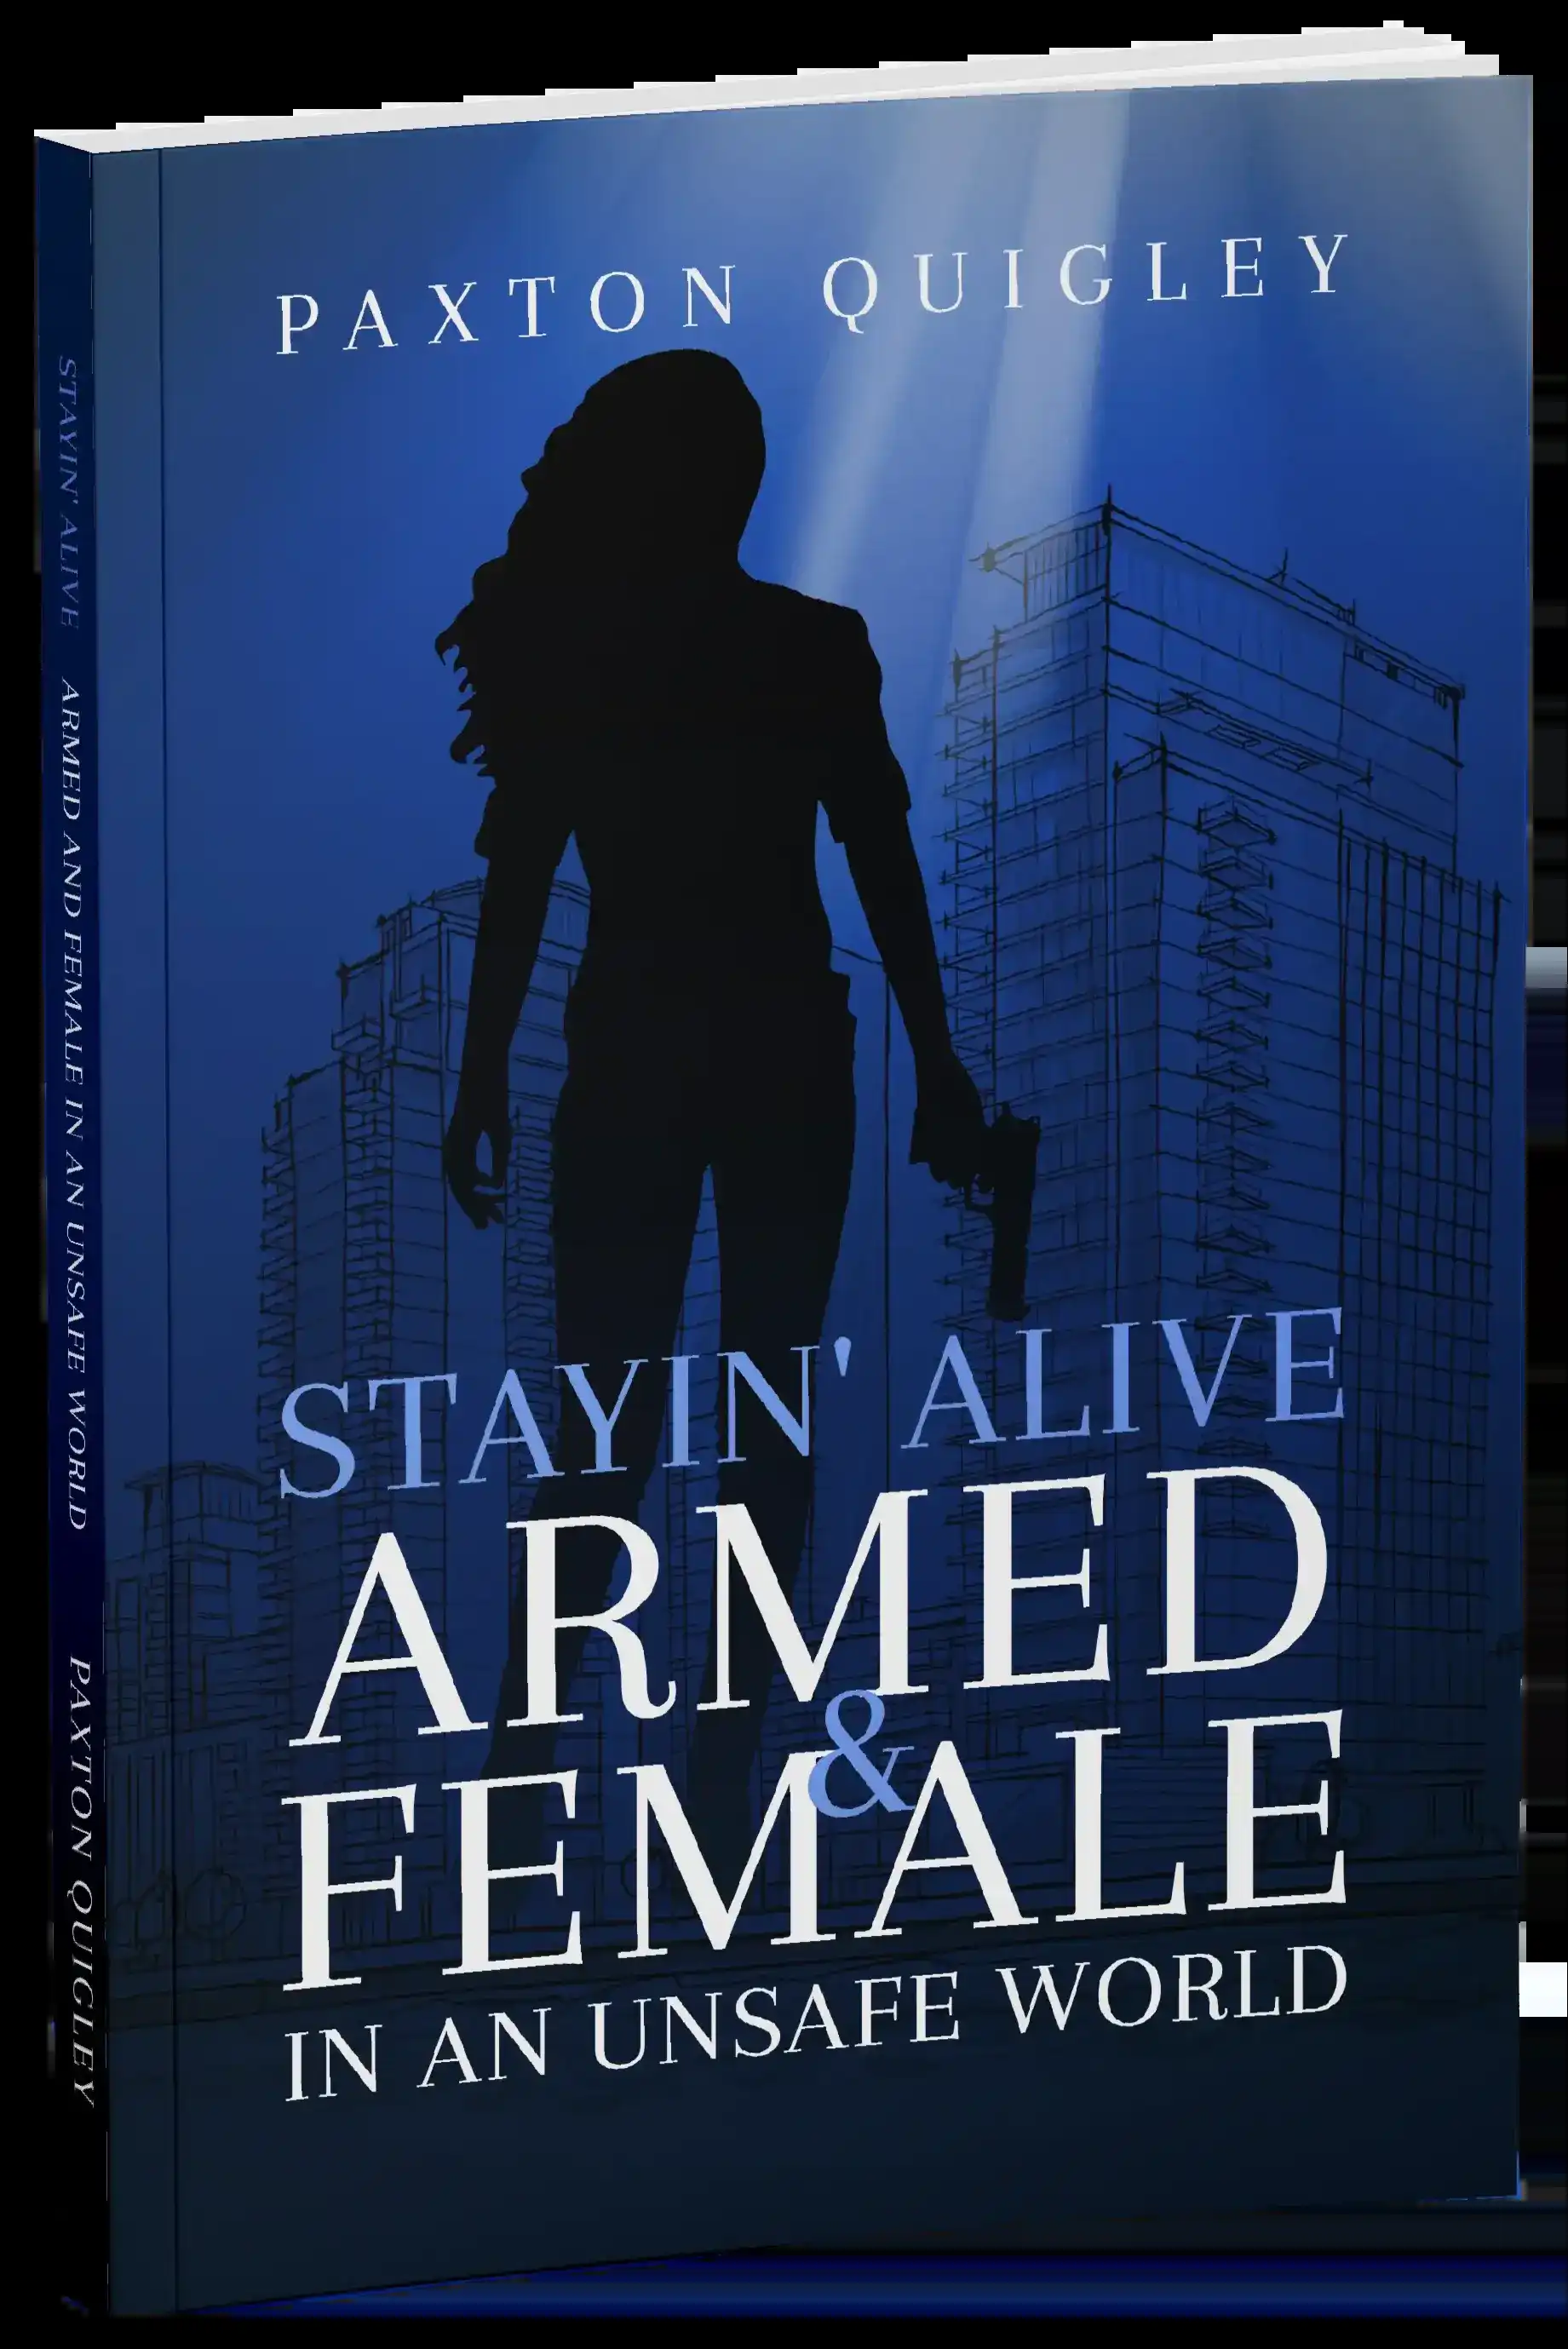 PAXTON QUIGLEY
STAYIN' ALIVE
ARMED
&
FEMALE
IN AN UNSAFE WORLD
STAYIN' ALIVE ARMED AND FEMALE IN AN UNSAFE WORLD PAXTON QUIGLEY